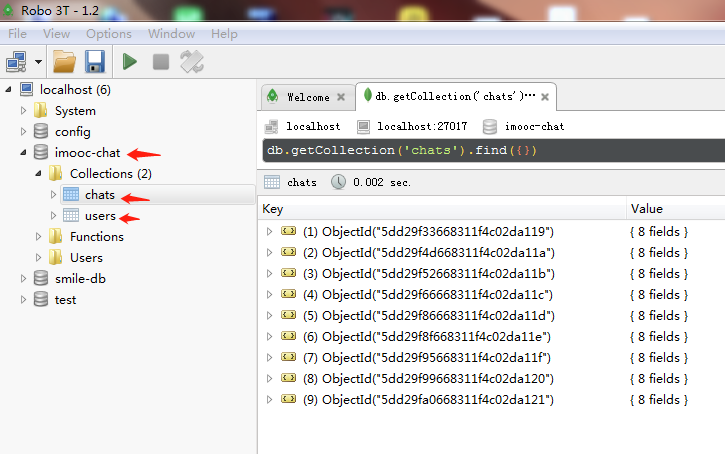 Robo 3T - 1.2
File View Options Window Help
localhost (6)
System
config
imooc-chat
Collections (2)
chats
users
Functions
Users
smile-db
test
Welcome
db.getCollection('chats')⋯
localhost localhost:27017 imooc-chat
db.getCollection('chats').find({})
chats 0.002 sec.
Key Value
(1) ObjectId("5dd29f33668311f4c02da119") { 8 fields }
(2) ObjectId("5dd29f4d668311f4c02da11a") { 8 fields }
(3) ObjectId("5dd29f52668311f4c02da11b") { 8 fields }
(4) ObjectId("5dd29f66668311f4c02da11c") { 8 fields }
(5) ObjectId("5dd29f86668311f4c02da11d") { 8 fields }
(6) ObjectId("5dd29f8f668311f4c02da11e") { 8 fields }
(7) ObjectId("5dd29f95668311f4c02da11f") { 8 fields }
(8) ObjectId("5dd29f99668311f4c02da120") { 8 fields }
(9) ObjectId("5dd29fa0668311f4c02da121") { 8 fields }